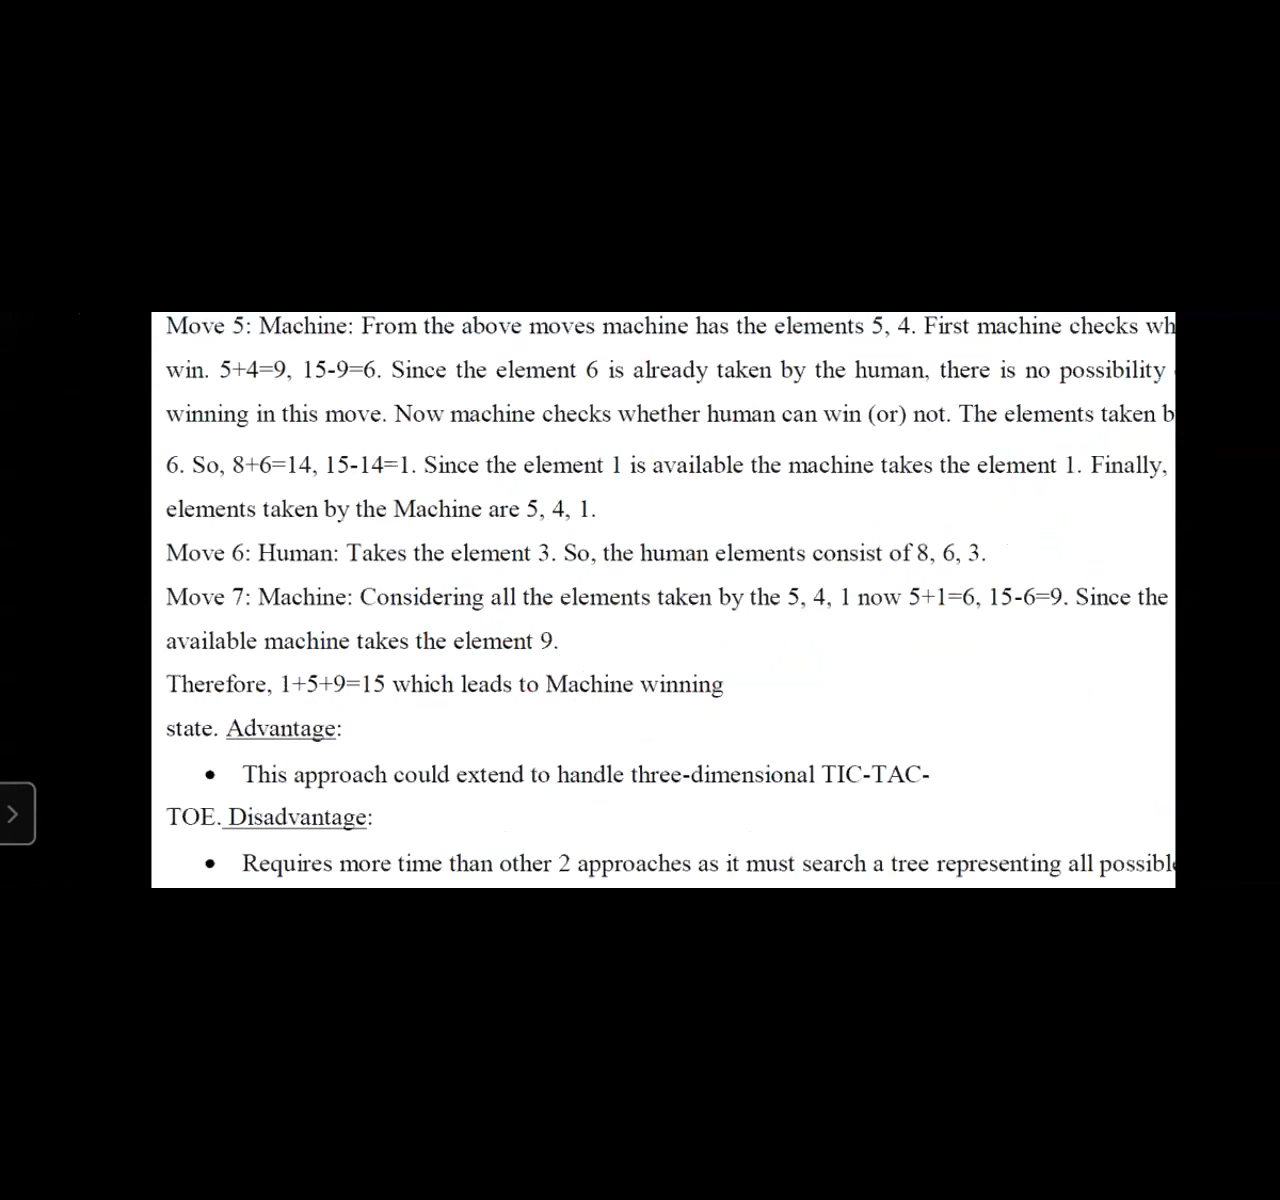 Move 5: Machine: From the above moves machine has the elements 5, 4. First machine checks
win. 5+4=9, 15-9=6. Since the element 6 is already taken by the human, there is no possibility
winning in this move. Now machine checks whether human can win (or) not. The elements taken
6. So, 8+6=14, 15-14=1. Since the element 1 is available the machine takes the element 1. Finally,
elements taken by the Machine are 5, 4, 1.
Move 6: Human: Takes the element 3. So, the human elements consist of 8, 6, 3.
Move 7: Machine: Considering all the elements taken by the 5, 4, 1 now 5+1=6, 15-6=9. Since the
available machine takes the element 9.
Therefore, 1+5+9=15 which leads to Machine winning
state. Advantage:
• This approach could extend to handle three-dimensional TIC-TAC-
TOE. Disadvantage:
• Requires more time than other 2 approaches as it must search a tree representing all